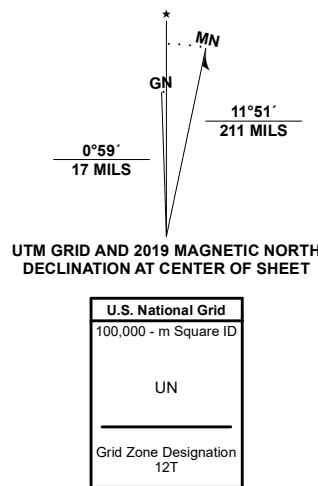 ★
MN
GN
11°51´
211 MILS
0°59´
17 MILS
UTM GRID AND 2019 MAGNETIC NORTH
DECLINATION AT CENTER OF SHEET
U.S. National Grid
100,000 - m Square ID
UN
Grid Zone Designation
12T